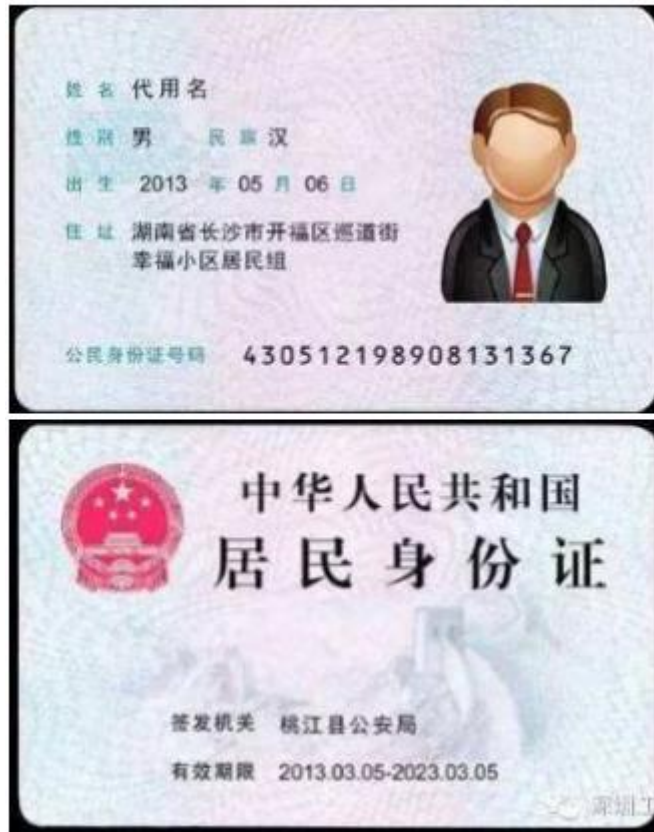 姓名 代用名
性别 男 民族 汉
出生 2013 年 05 月 06 日
住址 湖南省长沙市开福区巡道街
幸福小区居民组
公民身份证号码 430512198908131367
中华人民共和国
居民身份证
签发机关 桃江县公安局
有效期限 2013.03.05-2023.03.05
深圳工